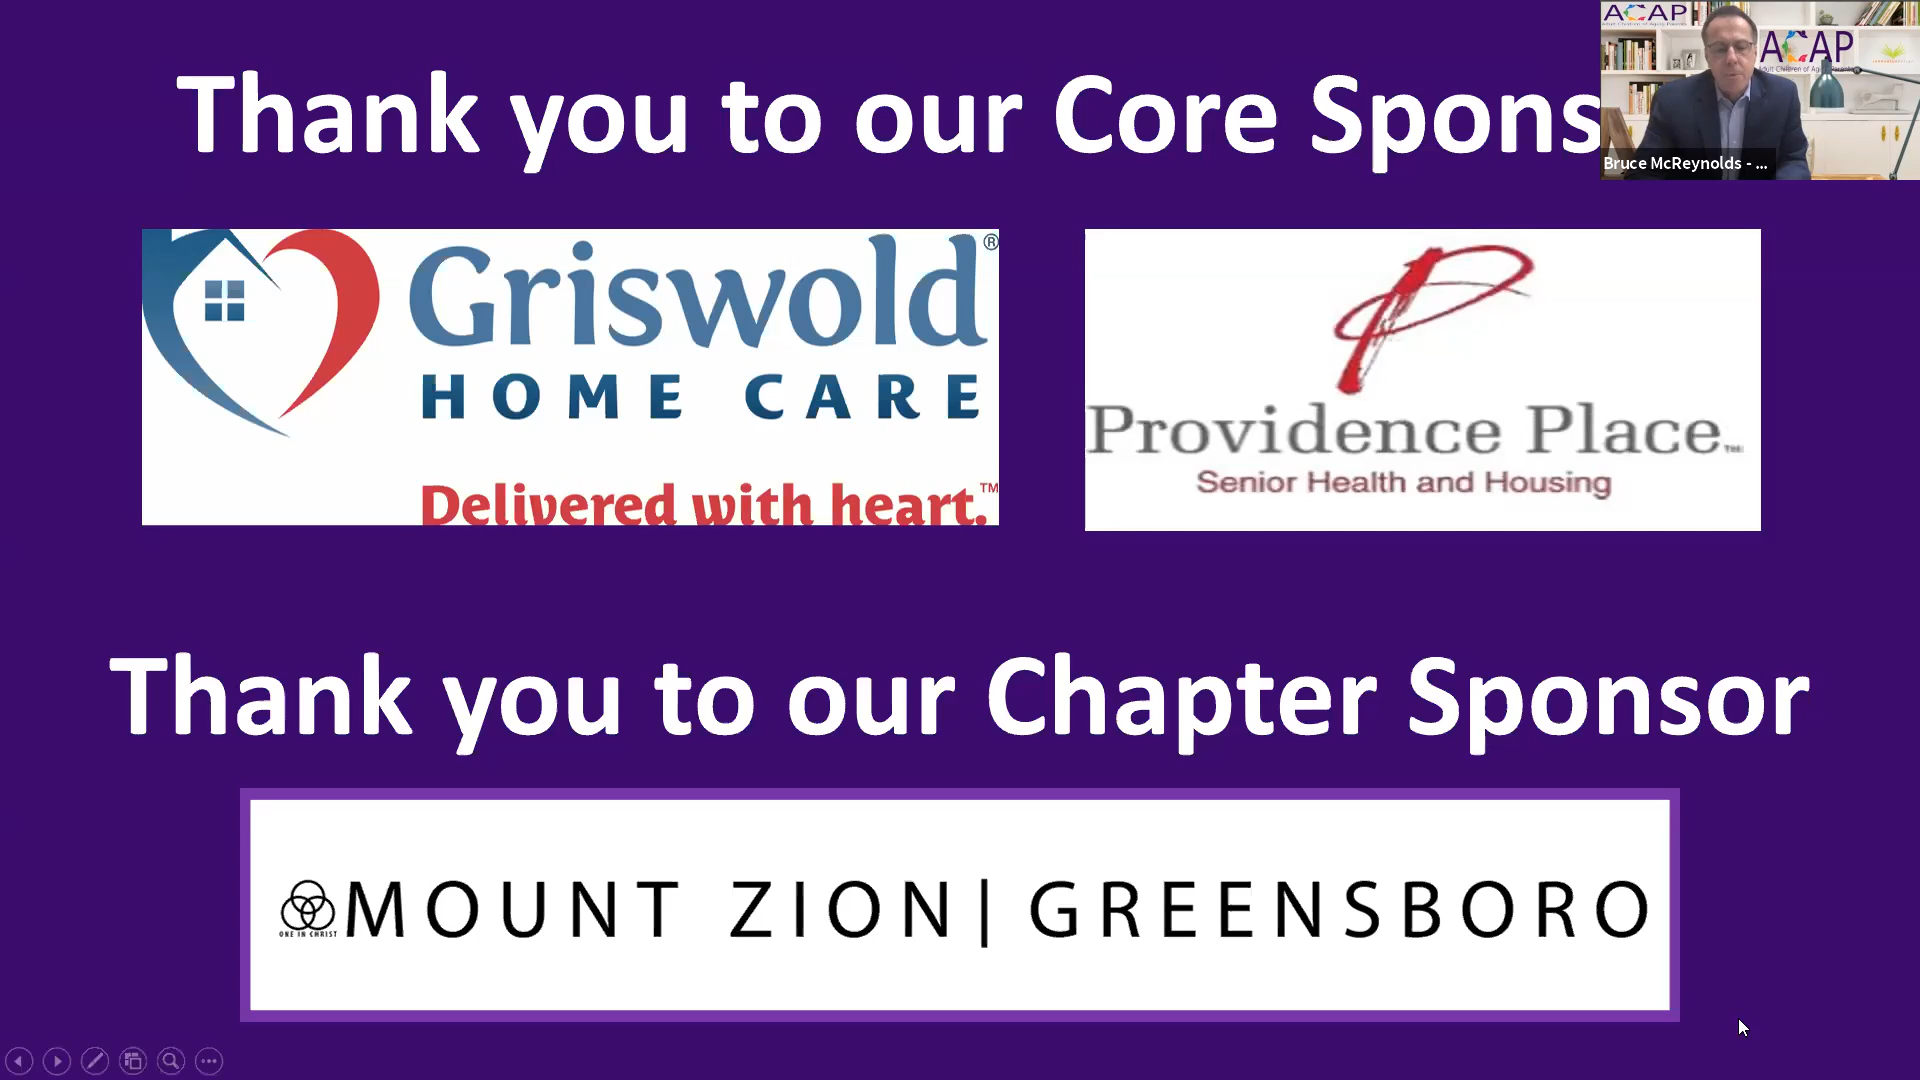 Thank you to our Core Spons
ACAP
ACAP
Bruce McReynolds - ...
Griswold®
HOME CARE
Delivered with heart.™
Providence Place™
Senior Health and Housing
Thank you to our Chapter Sponsor
ONE IN CHRIST
MOUNT ZION| GREENSBORO